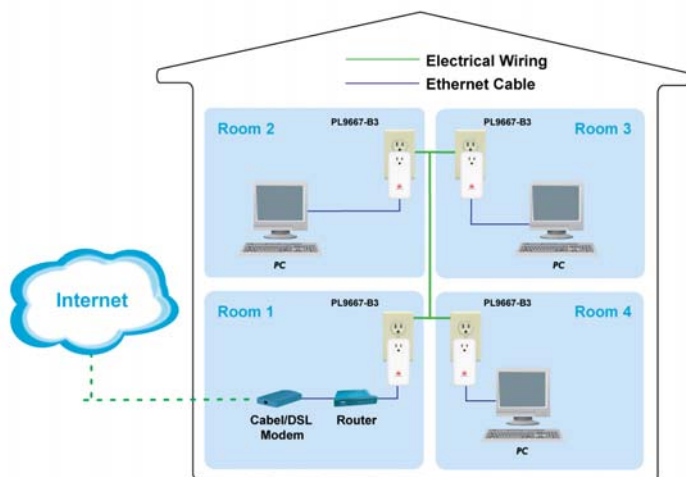 Electrical Wiring
Ethernet Cable
Room 2
PL9667-B3
PL9667-B3
Room 3
PC
PC
Internet
Room 1
PL9667-B3
PL9667-B3
Room 4
Cabel/DSL
Modem
Router
PC